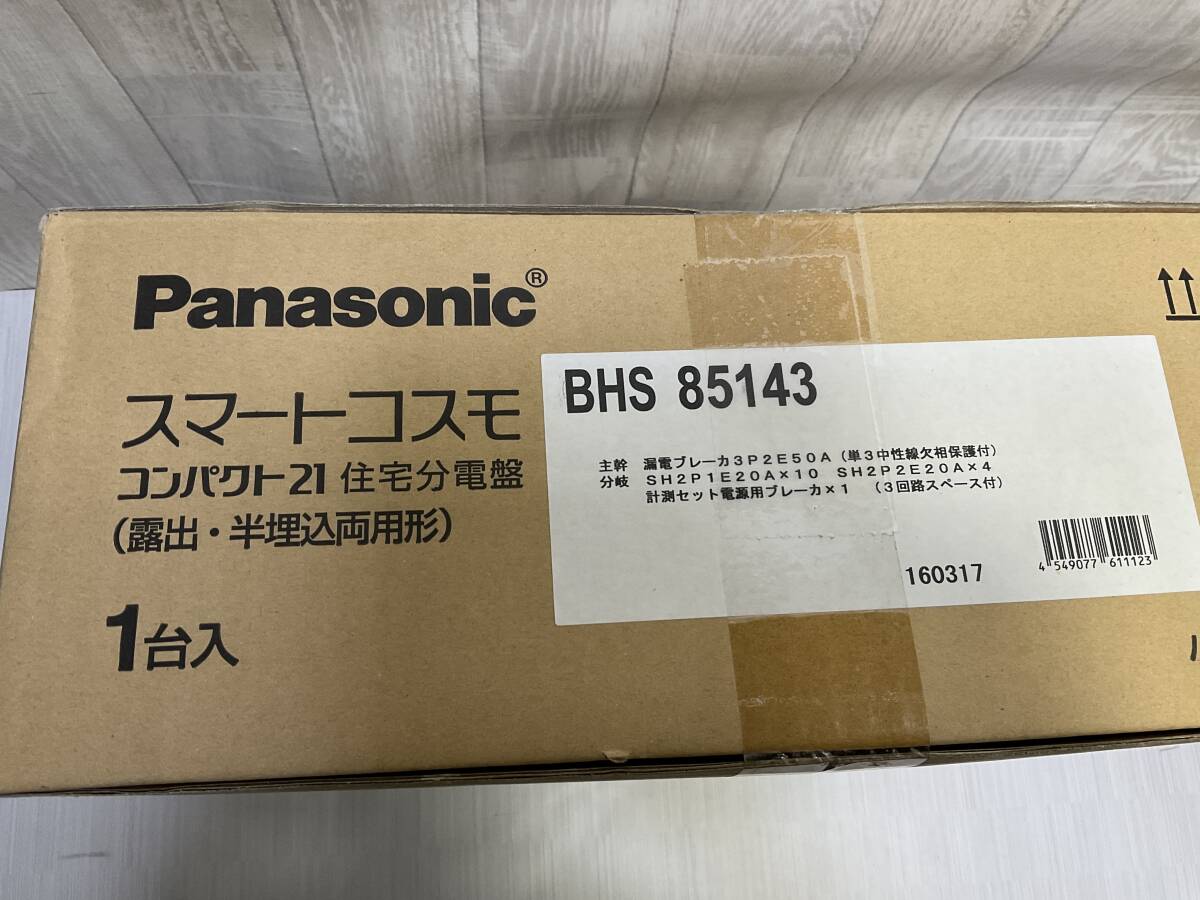 Panasonic®
スマートコスモ
コンパクト21 住宅分電盤
(露出・半埋込両用形)
1台入
BHS 85143
主幹 漏電ブレーカ3P2E50A(単3中性線欠相保護付)
分岐 SH2P1E20A×10 SH2P2E20A×4
計測セット電源用ブレーカ×1 (3回路スペース付)
160317
4 549077 611123